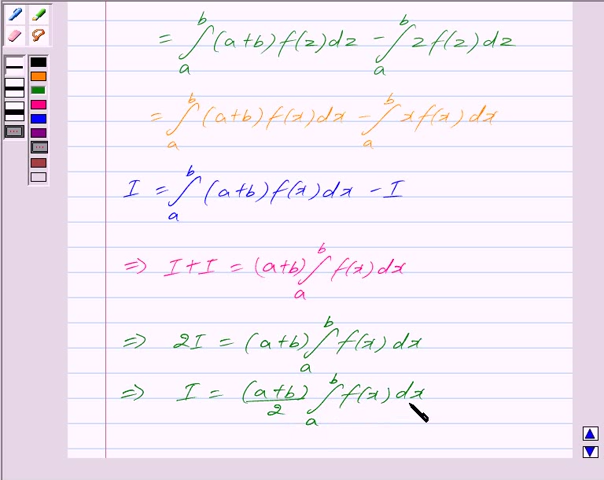 = ∫_a^b (a+b) f(z) dz - ∫_a^b z f(z) dz
= ∫_a^b (a+b) f(x) dx - ∫_a^b x f(x) dx
I = ∫_a^b (a+b) f(x) dx - I
⇒ I + I = (a+b) ∫_a^b f(x) dx
⇒ 2I = (a+b) ∫_a^b f(x) dx
⇒ I = (a+b)/2 ∫_a^b f(x) dx